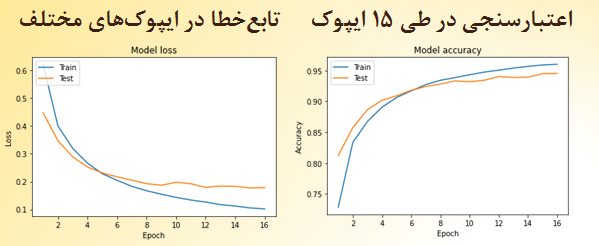 اعتبارسنجی در طی ۱۵ ایپوک
تابع‌خطا در ایپوک‌های مختلف
Model loss
Train
Test
0.6
0.5
0.4
0.3
0.2
0.1
Loss
2 4 6 8 10 12 14 16
Epoch
Model accuracy
Train
Test
0.95
0.90
0.85
0.80
0.75
Accuracy
2 4 6 8 10 12 14 16
Epoch